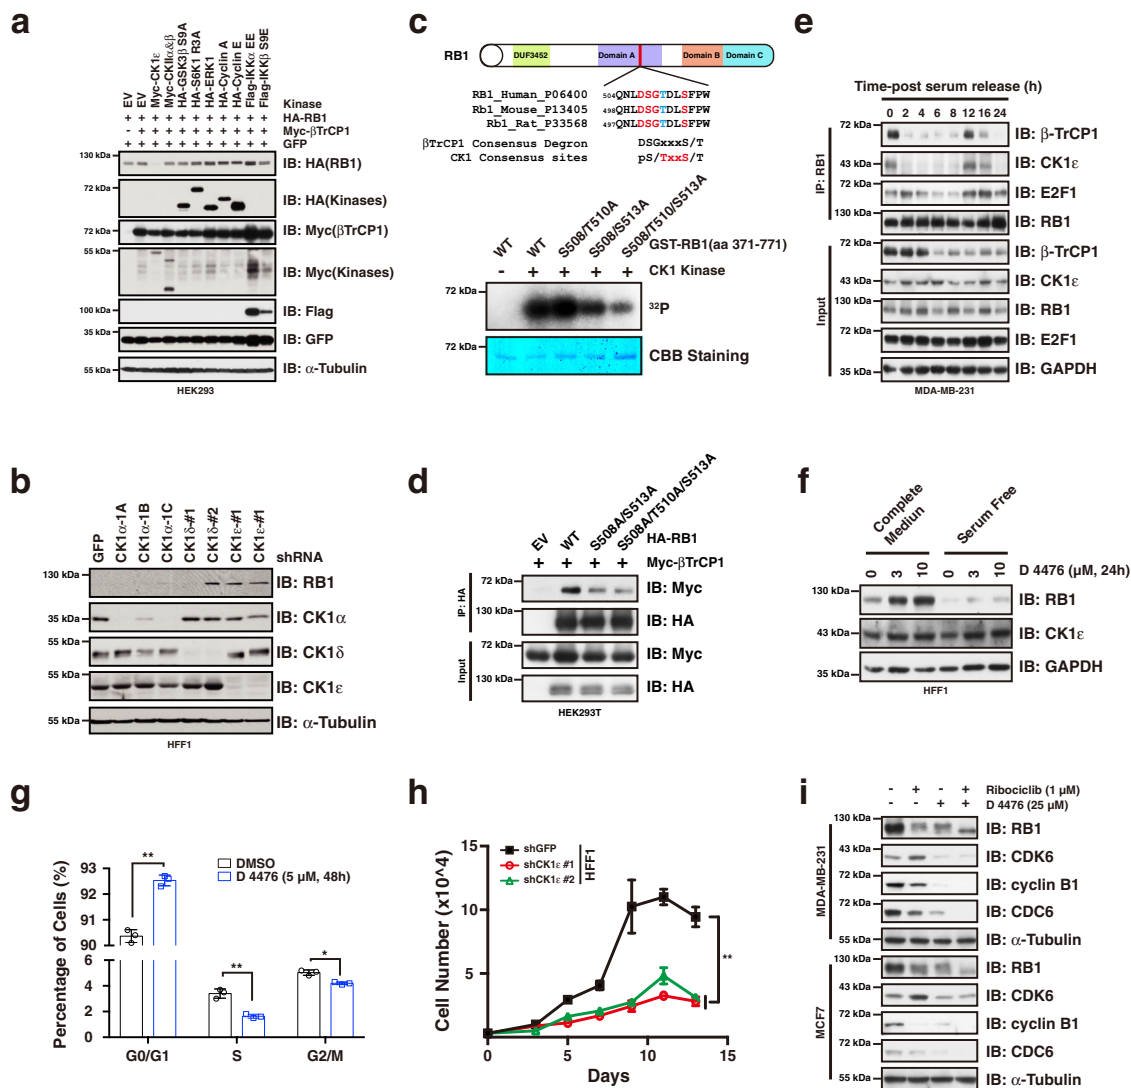 a
EV
EV
Myc-CK1ε
Myc-CKIIα&β
HA-GSK3β S9A
HA-S6K1 R3A
HA-ERK1
HA-Cyclin A
HA-Cyclin E
Flag-IKKα EE
Flag-IKKβ S9E
Kinase
+ + + + + + + + + + + HA-RB1
- + + + + + + + + + + Myc-βTrCP1
+ + + + + + + + + + + GFP
130 kDa IB: HA(RB1)
72 kDa IB: HA(Kinases)
55 kDa
72 kDa IB: Myc(βTrCP1)
55 kDa IB: Myc(Kinases)
100 kDa IB: Flag
35 kDa IB: GFP
55 kDa IB: α-Tubulin
HEK293
b
GFP
CK1α-1A
CK1α-1B
CK1α-1C
CK1δ-#1
CK1δ-#2
CK1ε-#1
CK1ε-#1
shRNA
130 kDa IB: RB1
35 kDa IB: CK1α
55 kDa IB: CK1δ
55 kDa IB: CK1ε
55 kDa IB: α-Tubulin
HFF1
c
RB1 DUF3452 Domain A Domain B Domain C
Rb1_Human_P06400 504QNLDSGTDLSFPW
Rb1_Mouse_P13405 498QHLDSGTDLSFPW
Rb1_Rat_P33568 497QNLDSGTDLSFPW
βTrCP1 Consensus Degron DSGxxxS/T
CK1 Consensus sites pS/TxxS/T
WT
WT
S508/T510A
S508/S513A
S508/T510/S513A
GST-RB1(aa 371-771)
- + + + + CK1 Kinase
72 kDa 32P
72 kDa CBB Staining
d
EV
WT
S508A/S513A
S508A/T510A/S513A
HA-RB1
+ + + + Myc-βTrCP1
IP: HA
72 kDa IB: Myc
130 kDa IB: HA
Input
72 kDa IB: Myc
130 kDa IB: HA
HEK293T
e
Time-post serum release (h)
0 2 4 6 8 12 16 24
IP: RB1
72 kDa IB: β-TrCP1
43 kDa IB: CK1ε
72 kDa IB: E2F1
130 kDa IB: RB1
Input
72 kDa IB: β-TrCP1
43 kDa IB: CK1ε
130 kDa IB: RB1
72 kDa IB: E2F1
35 kDa IB: GAPDH
MDA-MB-231
f
Complete
Mediun
Serum Free
0 3 10 0 3 10 D 4476 (μM, 24h)
130 kDa IB: RB1
43 kDa IB: CK1ε
43 kDa
35 kDa IB: GAPDH
HFF1
g
Percentage of Cells (%)
DMSO
D 4476 (5 μM, 48h)
93
92
91
90
6
4
2
0
**
**
*
G0/G1 S G2/M
h
Cell Number (x10^4)
shGFP
shCK1ε #1
shCK1ε #2
HFF1
15
10
5
**
0 5 10 15
Days
i
- + - + Ribociclib (1 μM)
- - + + D 4476 (25 μM)
MDA-MB-231
130 kDa IB: RB1
43 kDa IB: CDK6
72 kDa IB: cyclin B1
72 kDa IB: CDC6
55 kDa IB: α-Tubulin
MCF7
130 kDa IB: RB1
43 kDa IB: CDK6
72 kDa IB: cyclin B1
72 kDa IB: CDC6
55 kDa IB: α-Tubulin